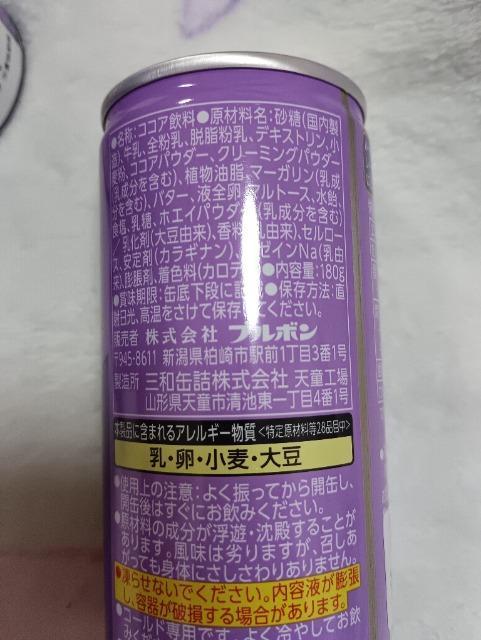 ●名称：ココア飲料●原材料名：砂糖（国内製
造）、牛乳、全粉乳、脱脂粉乳、デキストリン、小
麦粉、ココアパウダー、クリーミングパウダー
（乳成分を含む）、植物油脂、マーガリン（乳成
分を含む）、バター、液全卵、マルトース、水飴、
食塩、乳糖、ホエイパウダー（乳成分を含む）
／乳化剤（大豆由来）、香料（乳由来）、セルロー
ス、安定剤（カラギナン）、カゼインNa（乳由
来）、膨張剤、着色料（カロテン）●内容量：180g
●賞味期限：缶底下段に記載●保存方法：直
射日光、高温をさけて保存してください。
販売者 株式会社 ブルボン
〒945-8611 新潟県柏崎市駅前1丁目3番1号
製造所 三和缶詰株式会社 天童工場
山形県天童市清池東一丁目4番1号
本製品に含まれるアレルギー物質＜特定原材料等28品目中＞
乳・卵・小麦・大豆
●使用上の注意：よく振ってから開缶し、
開缶後はすぐにお飲みください。
●原材料の成分が浮遊・沈殿することが
あります。風味は劣りますが、召しあ
がっても身体にさしさわりありません。
●凍らせないでください。内容液が膨張
し、容器が破損する場合があります。
●コールド専用です。よく冷やしてお飲